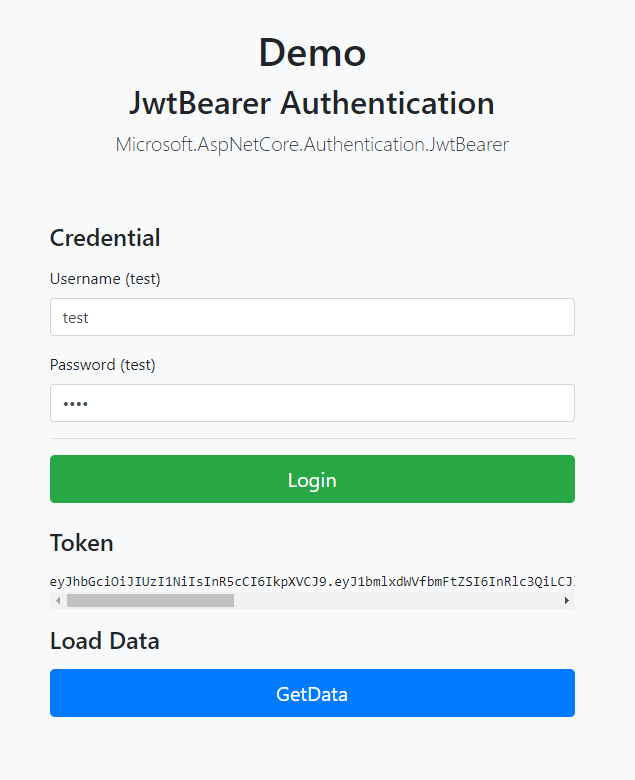 Demo
JwtBearer Authentication
Microsoft.AspNetCore.Authentication.JwtBearer
Credential
Username (test)
test
Password (test)
••••
Login
Token
eyJhbGciOiJIUzI1NiIsInR5cCI6IkpXVCJ9.eyJ1bmlxdWVfbmFtZSI6InRlc3QiLCJ
Load Data
GetData